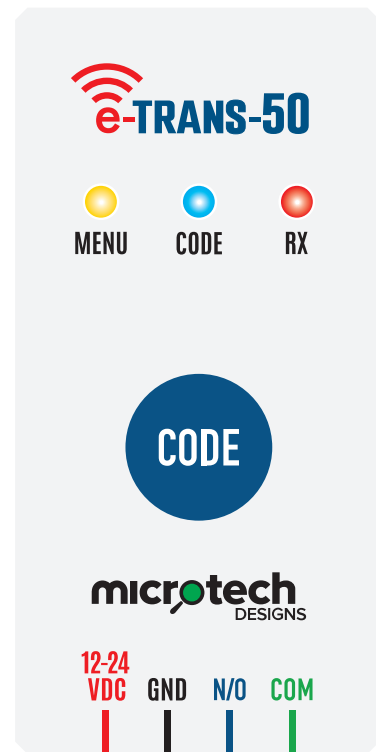 e-TRANS-50
MENU CODE RX
CODE
microtech
DESIGNS
12-24
VDC GND N/O COM